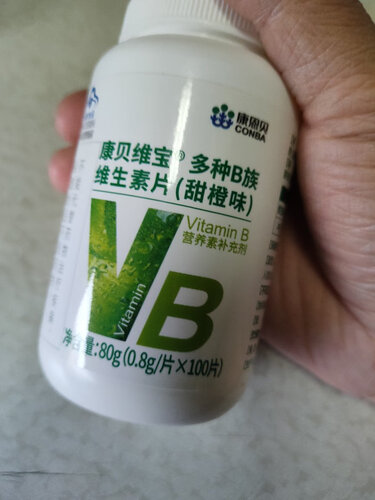 康恩贝
CONBA
康贝维宝® 多种B族
维生素片(甜橙味)
Vitamin B
营养素补充剂
VB
Vitamin
净含量:80g(0.8g/片×100片)